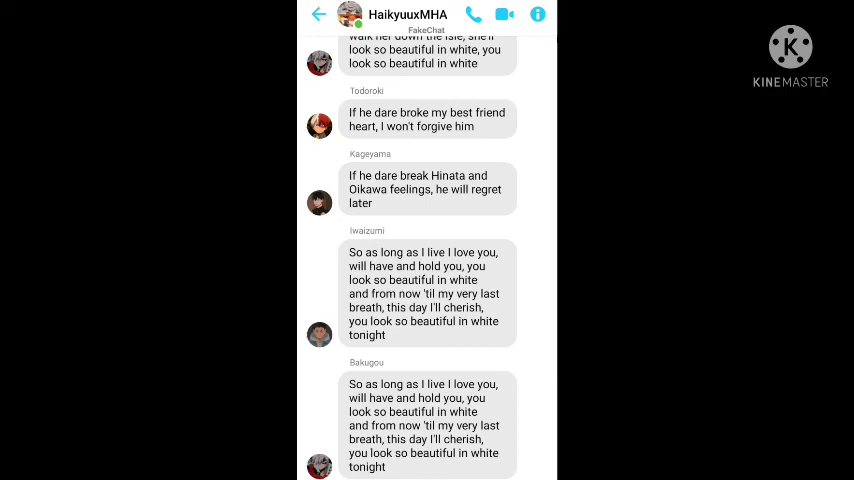 HaikyuuxMHA
FakeChat
K
KINEMASTER
walk her down the isle, she'll
look so beautiful in white, you
look so beautiful in white
Todoroki
If he dare broke my best friend
heart, I won't forgive him
Kageyama
If he dare break Hinata and
Oikawa feelings, he will regret
later
Iwaizumi
So as long as I live I love you,
will have and hold you, you
look so beautiful in white
and from now 'til my very last
breath, this day I'll cherish,
you look so beautiful in white
tonight
Bakugou
So as long as I live I love you,
will have and hold you, you
look so beautiful in white
and from now 'til my very last
breath, this day I'll cherish,
you look so beautiful in white
tonight